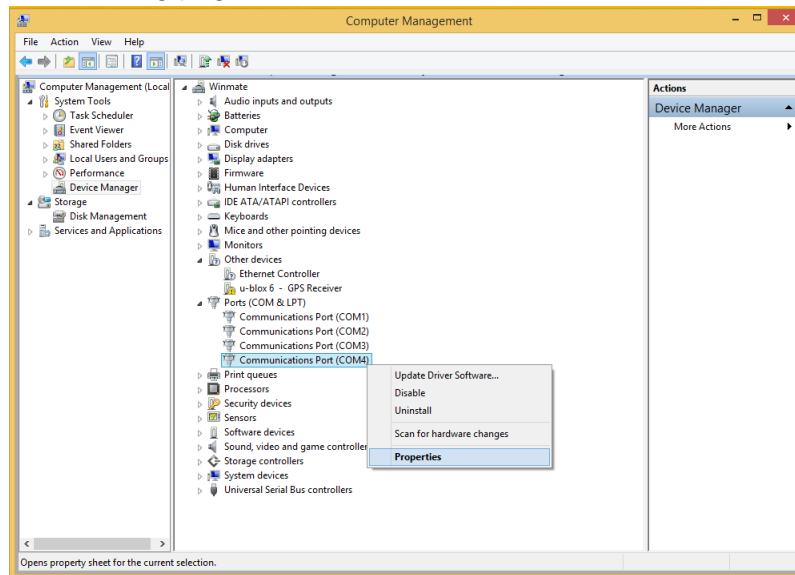 Computer Management
File Action View Help
Computer Management (Local
System Tools
Task Scheduler
Event Viewer
Shared Folders
Local Users and Groups
Performance
Device Manager
Storage
Disk Management
Services and Applications
Winmate
Audio inputs and outputs
Batteries
Computer
Disk drives
Display adapters
Firmware
Human Interface Devices
IDE ATA/ATAPI controllers
Keyboards
Mice and other pointing devices
Monitors
Other devices
Ethernet Controller
u-blox 6 - GPS Receiver
Ports (COM & LPT)
Communications Port (COM1)
Communications Port (COM2)
Communications Port (COM3)
Communications Port (COM4)
Print queues
Processors
Security devices
Sensors
Software devices
Sound, video and game controller
Storage controllers
System devices
Universal Serial Bus controllers
Update Driver Software...
Disable
Uninstall
Scan for hardware changes
Properties
Actions
Device Manager
More Actions
Opens property sheet for the current selection.